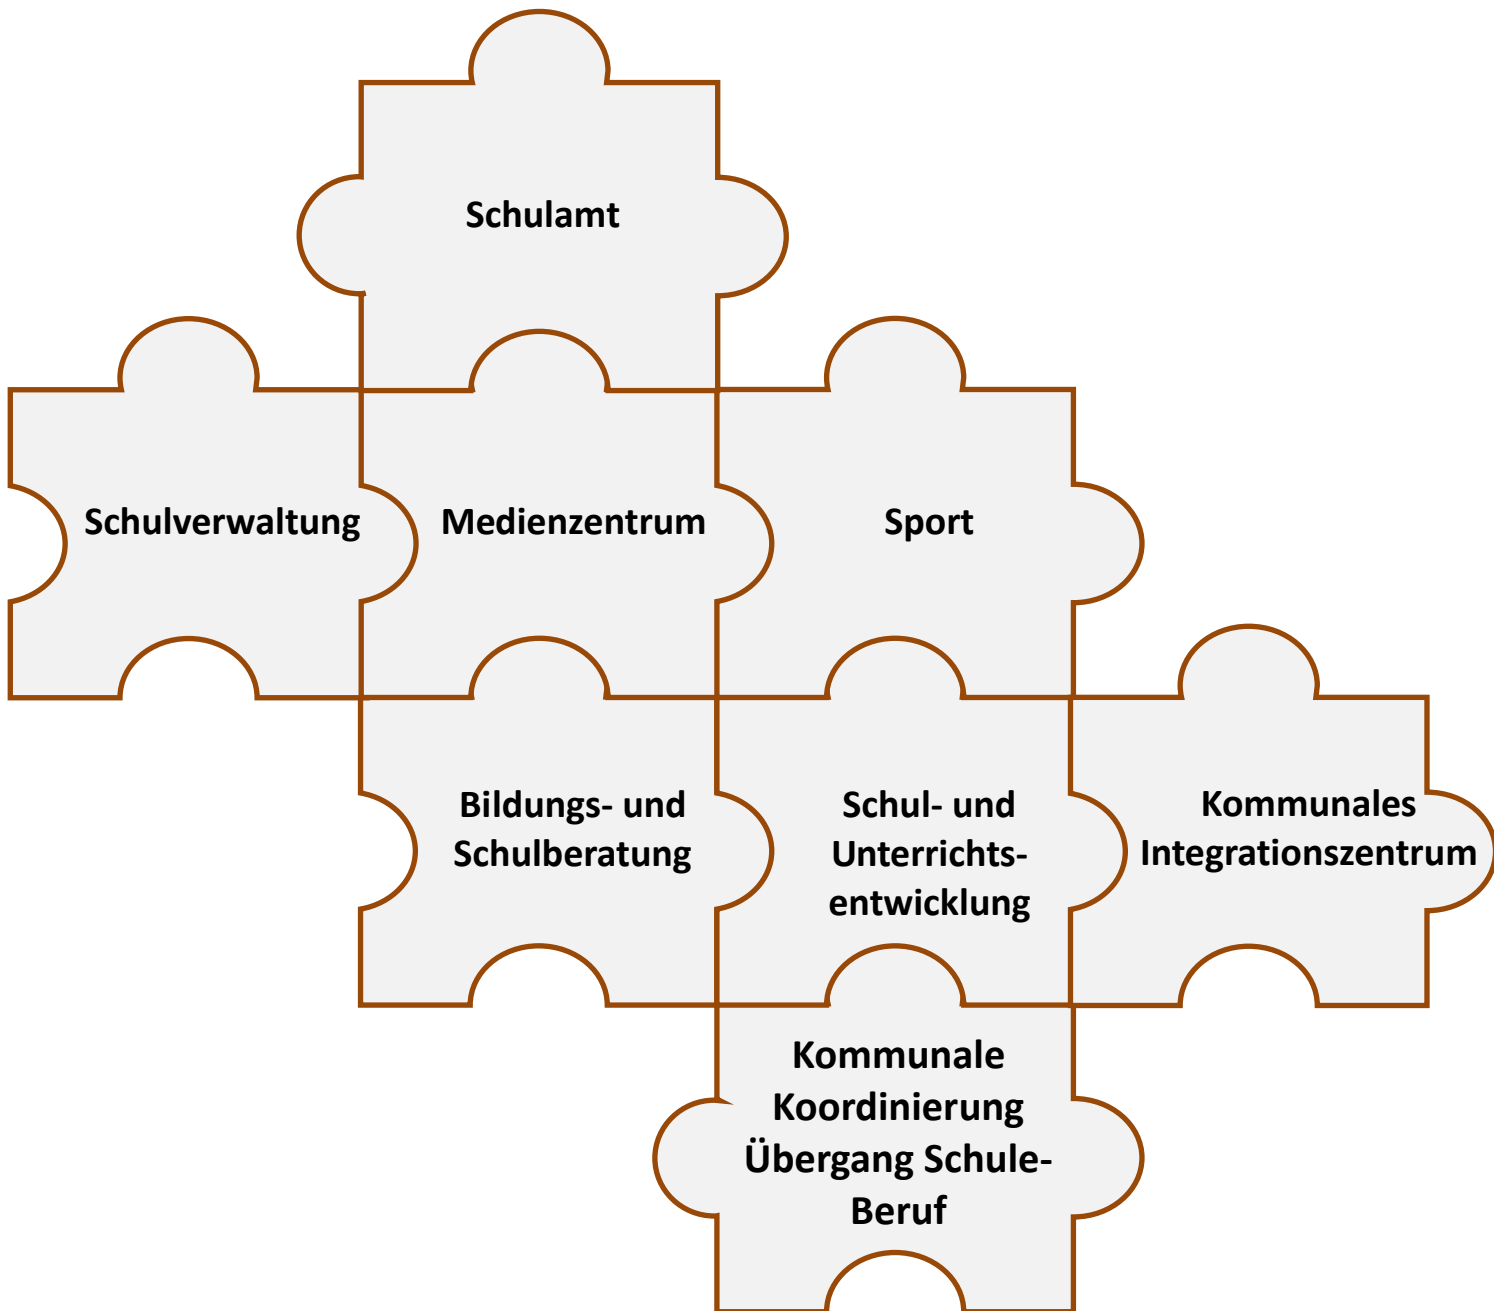 Schulamt
Schulverwaltung
Medienzentrum
Sport
Bildungs- und
Schulberatung
Schul- und
Unterrichts-
entwicklung
Kommunales
Integrationszentrum
Kommunale
Koordinierung
Übergang Schule-
Beruf